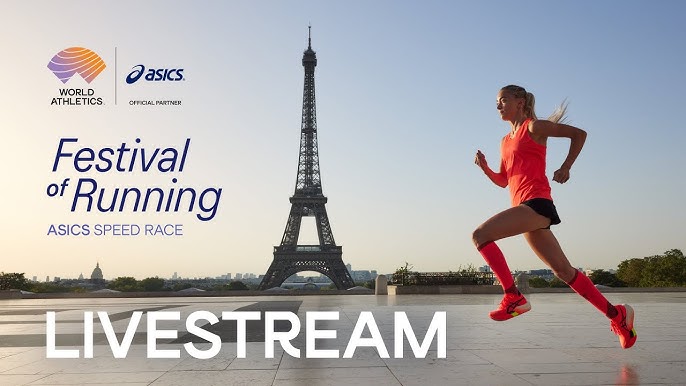 WORLD
ATHLETICS
asics
OFFICIAL PARTNER
Festival
of Running
ASICS SPEED RACE
LIVESTREAM